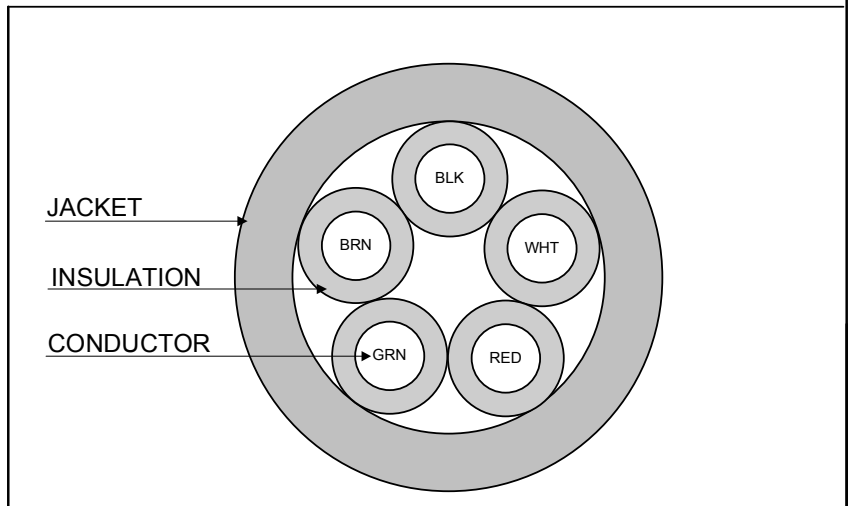 BLK
JACKET
BRN
WHT
INSULATION
CONDUCTOR
GRN
RED